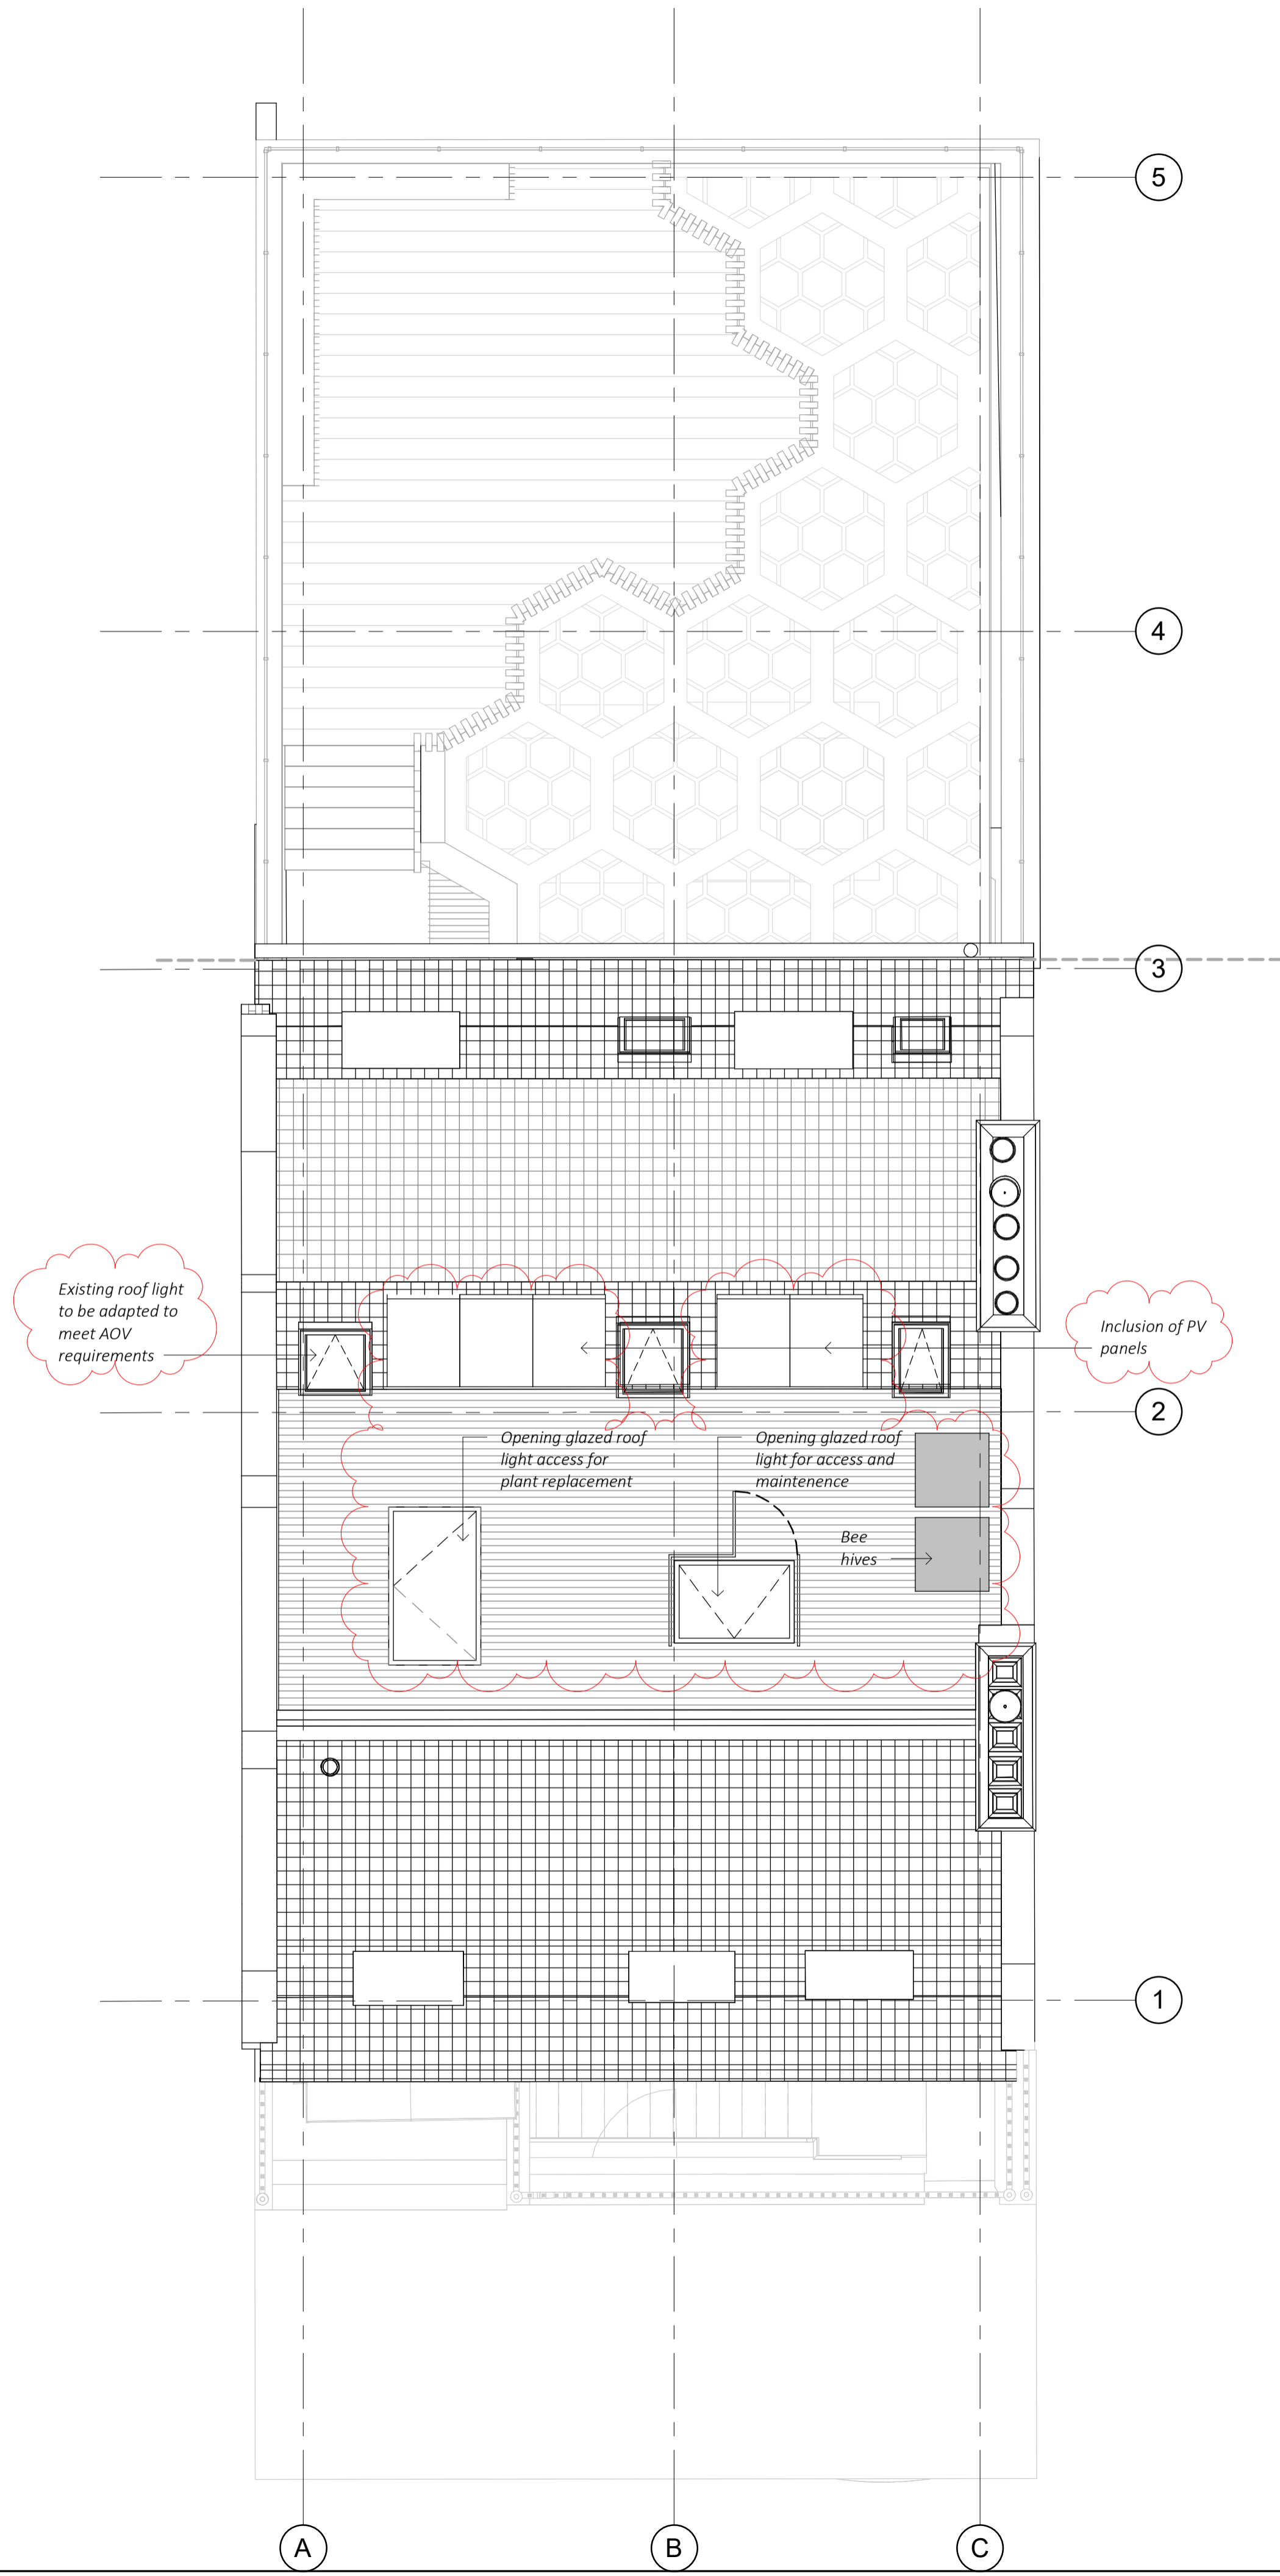 5
4
3
Existing roof light
to be adapted to
meet AOV
requirements
Inclusion of PV
panels
2
Opening glazed roof
light access for
plant replacement
Opening glazed roof
light for access and
maintenence
Bee
hives
1
A
B
C